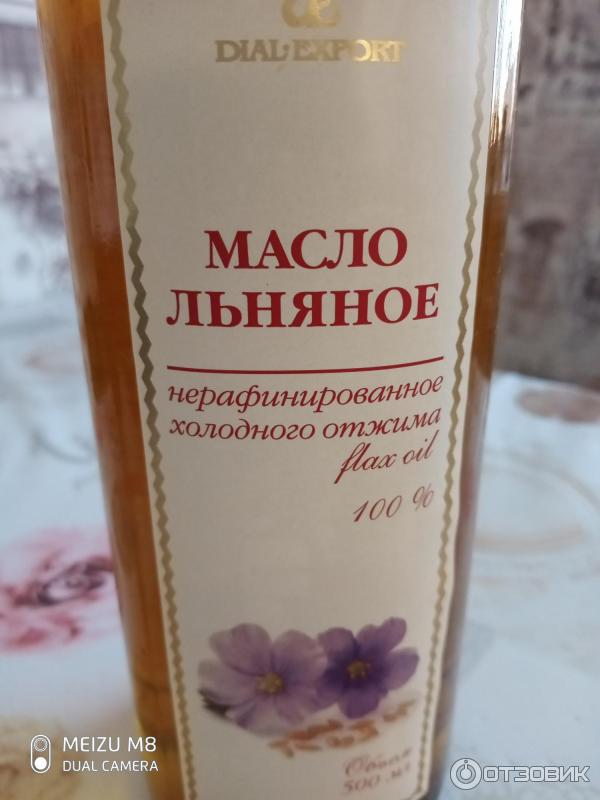 DIAL'EXPORT
МАСЛО
ЛЬНЯНОЕ
нерафинированное
холодного отжима
flax oil
100 %
Объем
500 мл
MEIZU M8
DUAL CAMERA
ОТЗОВИК